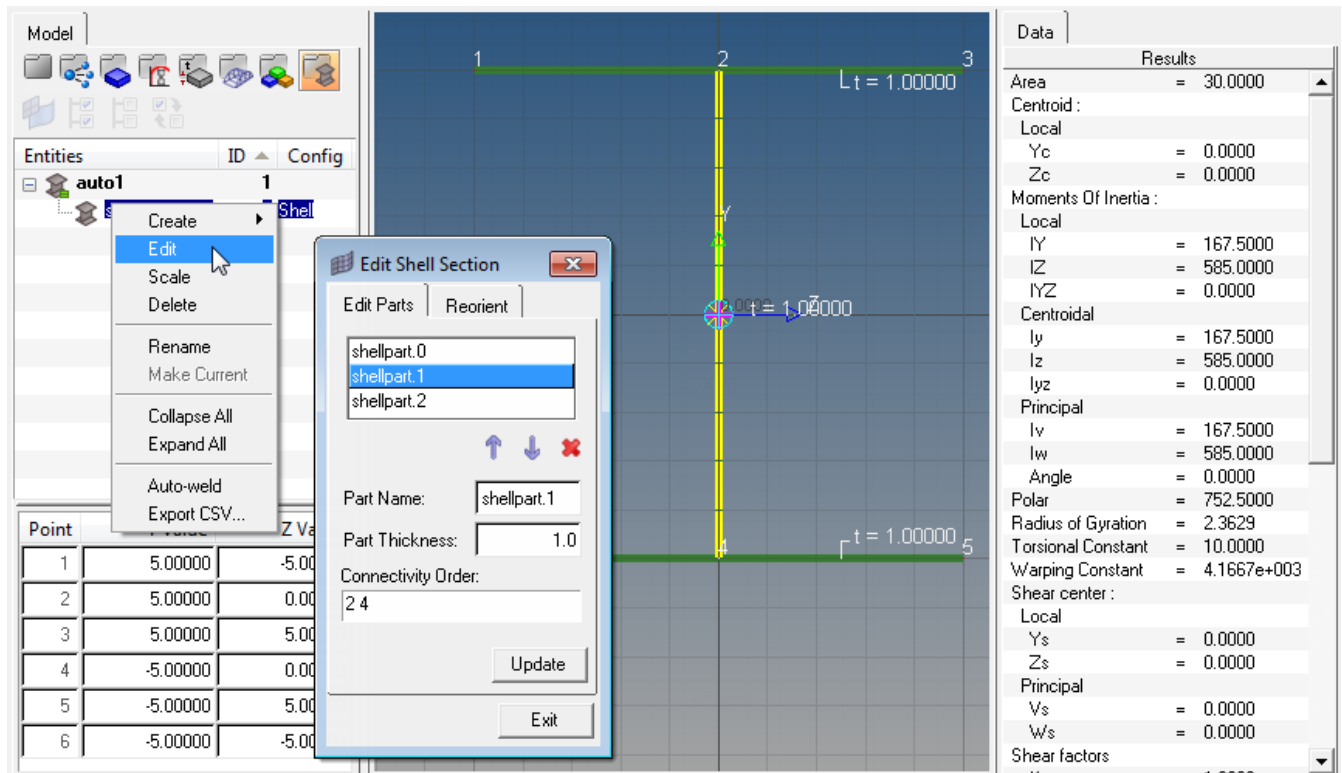 Model
Entities ID Config
auto1 1
Shell
Create
Edit
Scale
Delete
Rename
Make Current
Collapse All
Expand All
Auto-weld
Export CSV...
Point Z Va
1 5.00000 -5.00
2 5.00000 0.00
3 5.00000 5.00
4 -5.00000 0.00
5 -5.00000 5.00
6 -5.00000 -5.00
Edit Shell Section
Edit Parts Reorient
shellpart.0
shellpart.1
shellpart.2
Part Name: shellpart.1
Part Thickness: 1.0
Connectivity Order:
2 4
Update
Exit
1 2 3
t = 1.00000
Y
t = 1.00000
Z
t = 1.00000
4 5
Data
Results
Area = 30.0000
Centroid :
Local
Yc = 0.0000
Zc = 0.0000
Moments Of Inertia :
Local
IY = 167.5000
IZ = 585.0000
IYZ = 0.0000
Centroidal
Iy = 167.5000
Iz = 585.0000
Iyz = 0.0000
Principal
Iv = 167.5000
Iw = 585.0000
Angle = 0.0000
Polar = 752.5000
Radius of Gyration = 2.3629
Torsional Constant = 10.0000
Warping Constant = 4.1667e+003
Shear center :
Local
Ys = 0.0000
Zs = 0.0000
Principal
Vs = 0.0000
Ws = 0.0000
Shear factors